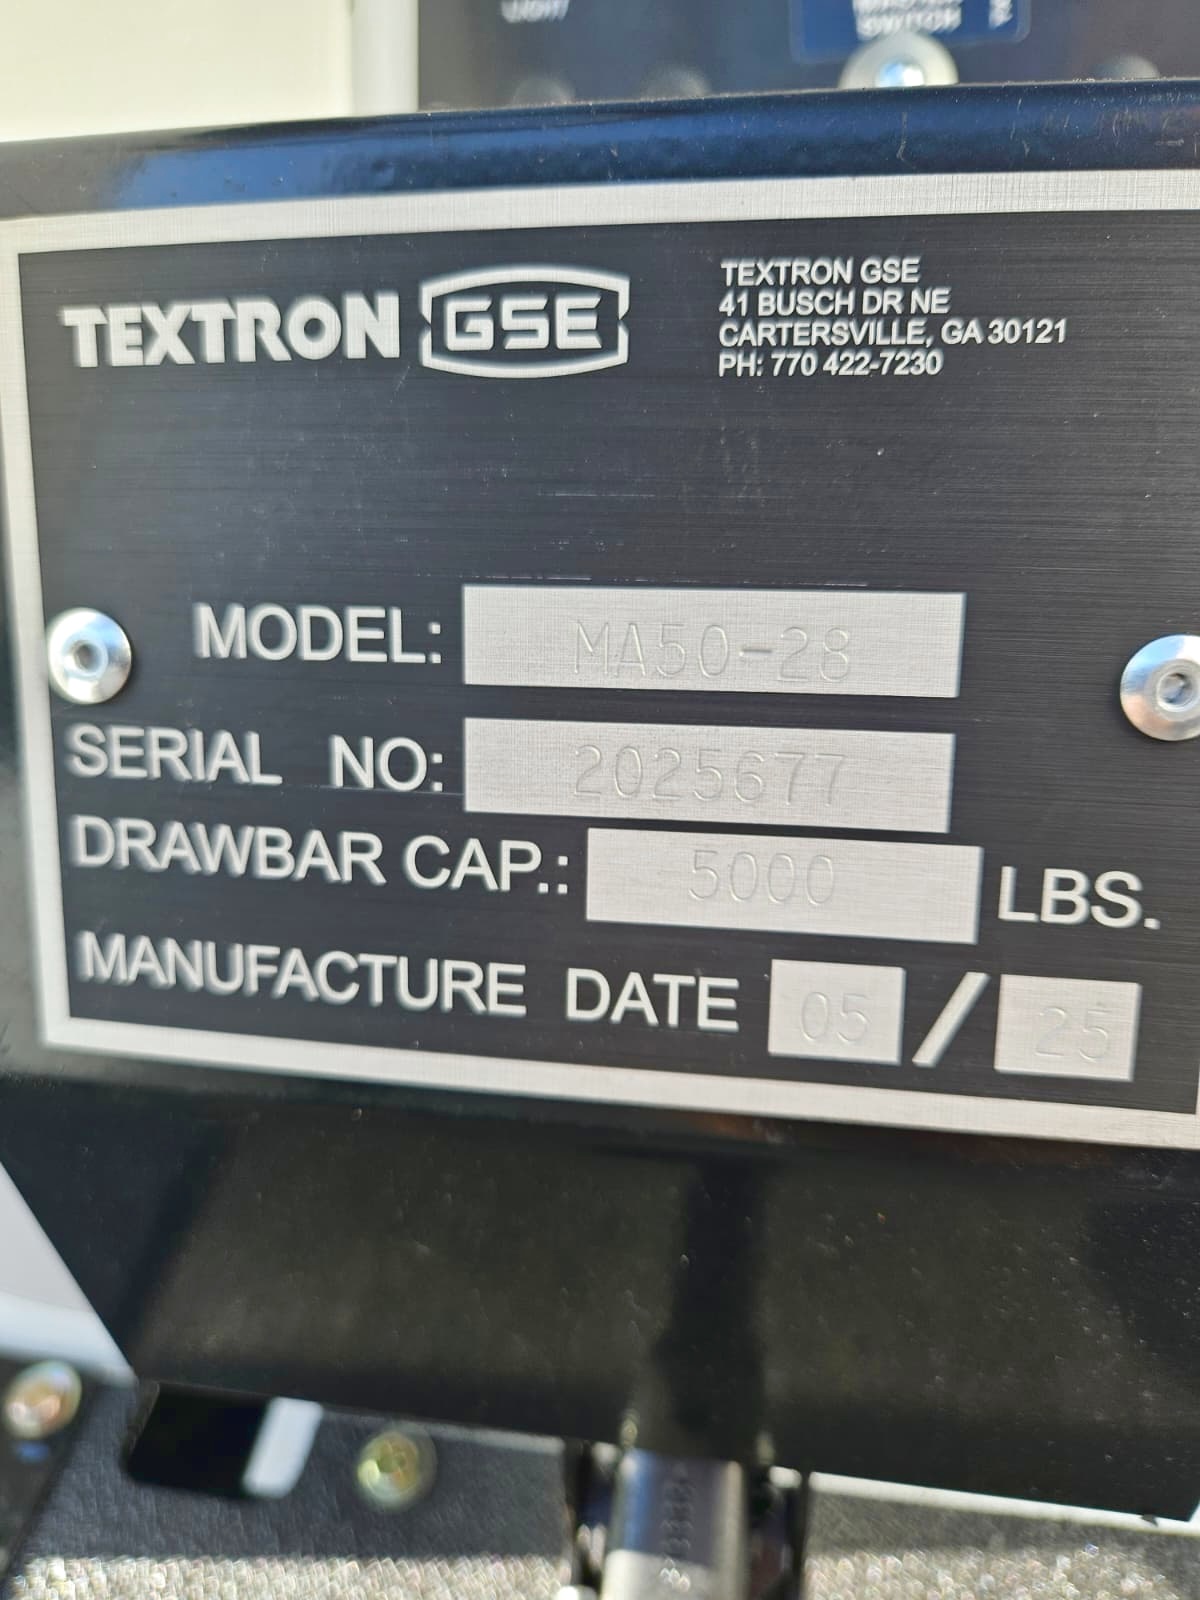 SWITCH
TEXTRON GSE
TEXTRON GSE
41 BUSCH DR NE
CARTERSVILLE, GA 30121
PH: 770 422-7230
MODEL: MA50-28
SERIAL NO: 2025677
DRAWBAR CAP.: 5000 LBS.
MANUFACTURE DATE 05 / 25